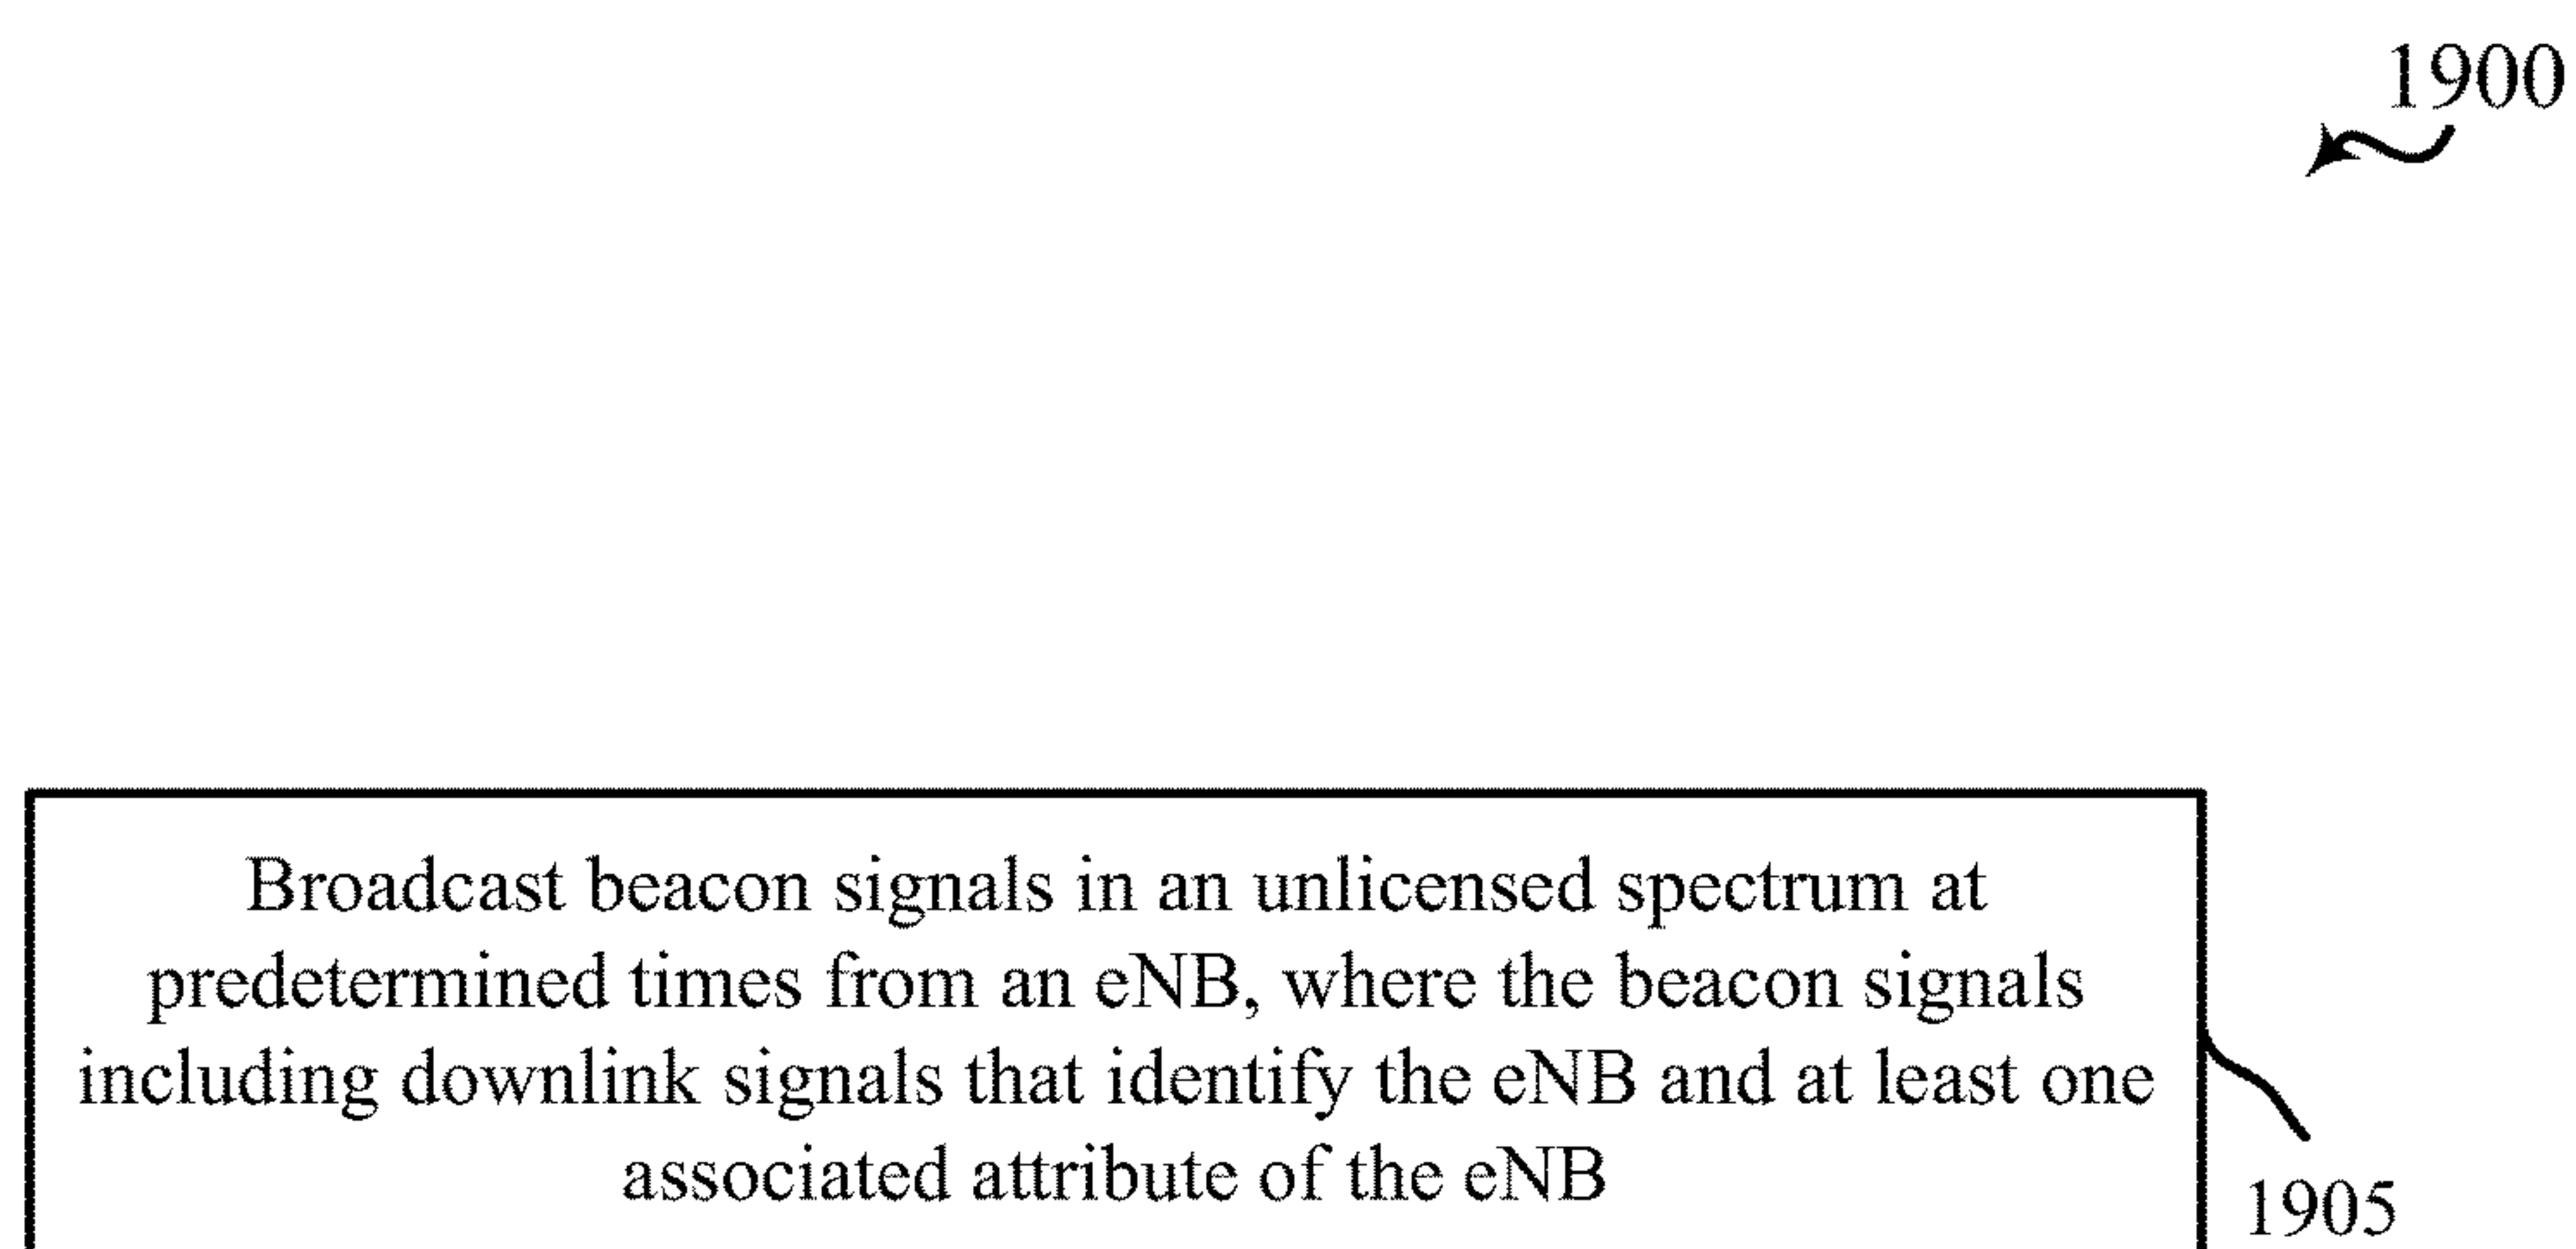 1900
Broadcast beacon signals in an unlicensed spectrum at
predetermined times from an eNB, where the beacon signals
including downlink signals that identify the eNB and at least one
associated attribute of the eNB
1905